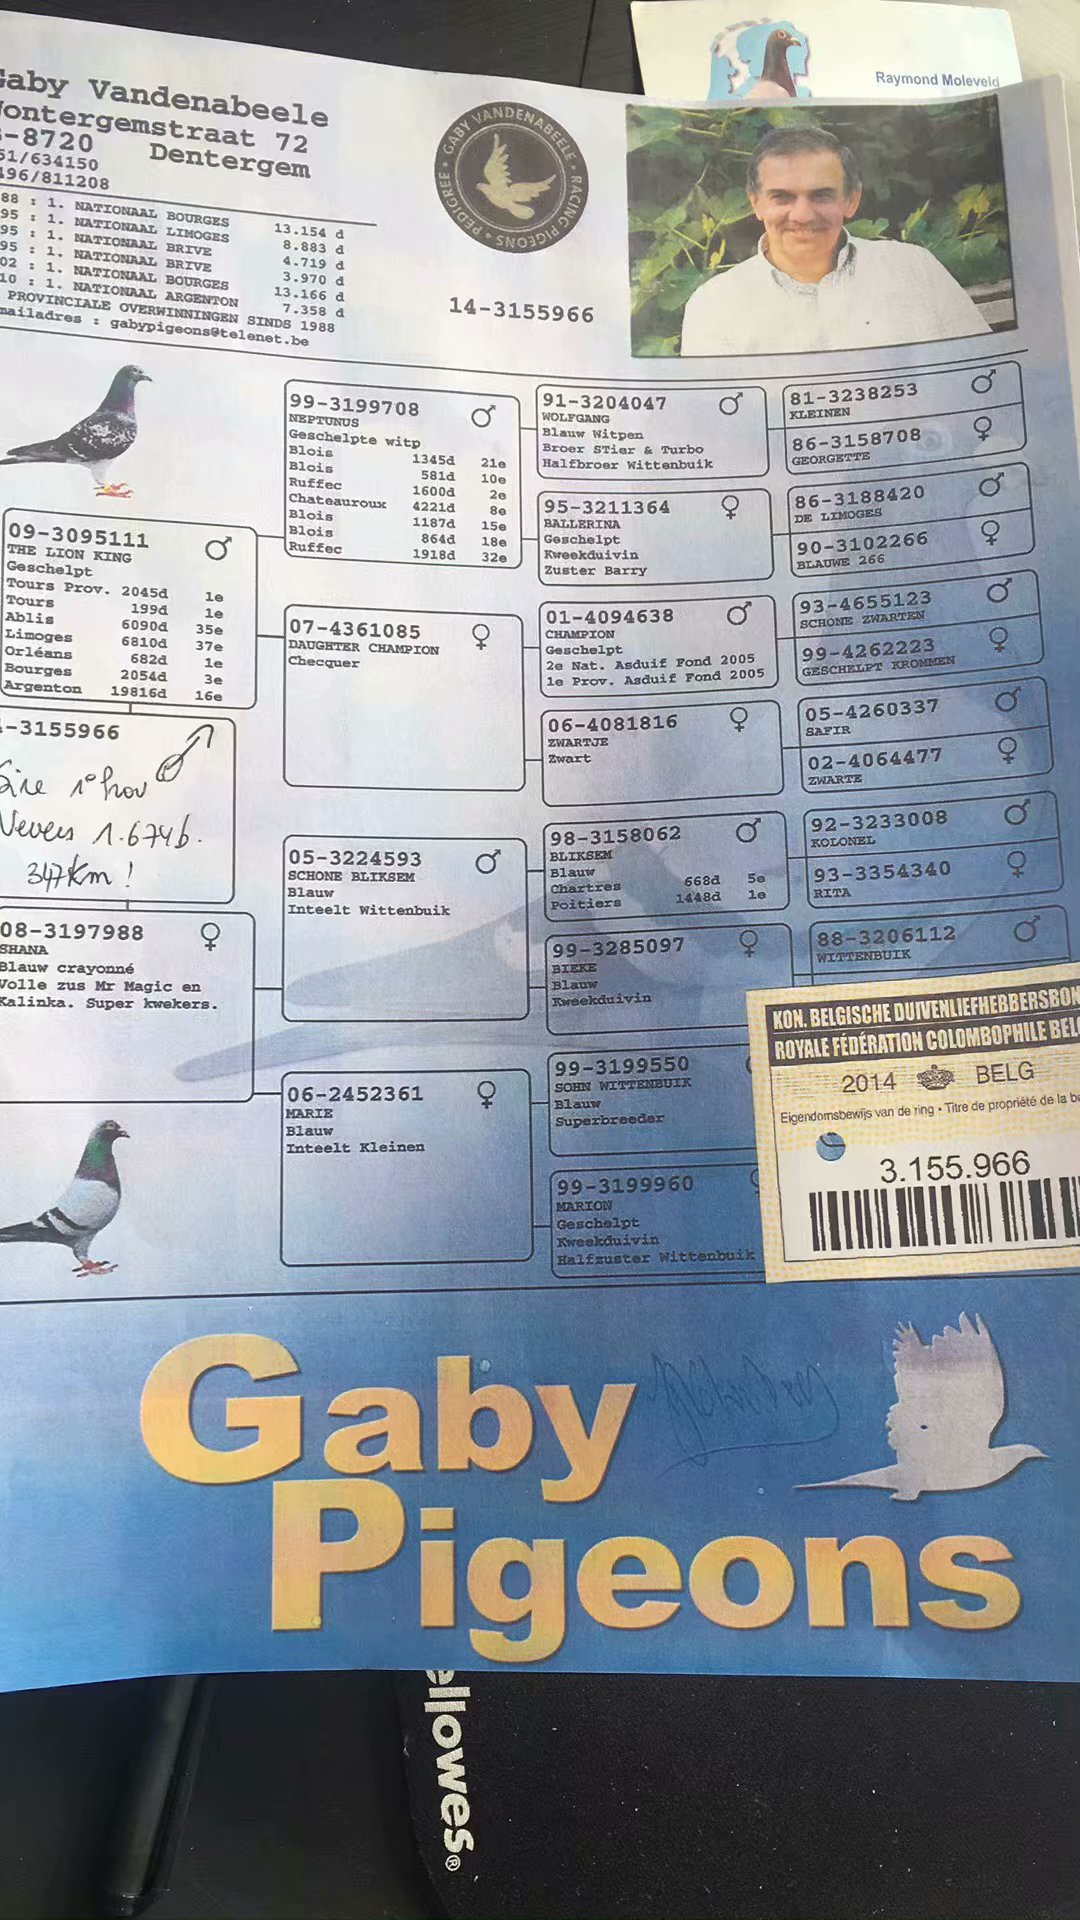 Raymond Moleveld
Gaby Vandenabeele
Wontergemstraat 72
B-8720 Dentergem
51/634150
496/811208
88 : 1. NATIONAAL BOURGES 13.154 d
95 : 1. NATIONAAL LIMOGES 8.883 d
95 : 1. NATIONAAL BRIVE 4.719 d
95 : 1. NATIONAAL BRIVE 3.970 d
02 : 1. NATIONAAL BOURGES 13.166 d
10 : 1. NATIONAAL ARGENTON 7.358 d
PROVINCIALE OVERWINNINGEN SINDS 1988
mailadres : gabypigeons@telenet.be
GABY VANDENABEELE • RACING PIGEONS • PEDIGREE •
14-3155966
09-3095111 ♂
THE LION KING
Geschelpt
Tours Prov. 2045d 1e
Tours 199d 1e
Ablis 6090d 35e
Limoges 6810d 37e
Orléans 682d 1e
Bourges 2054d 3e
Argenton 19816d 16e
-3155966
Sire 1° Prov
Nevers 1.674b.
347Km !
08-3197988 ♀
SHANA
Blauw crayonné
Volle zus Mr Magic en
Kalinka. Super kwekers.
99-3199708 ♂
NEPTUNUS
Geschelpte witp
Blois 1345d 21e
Blois 581d 10e
Ruffec 1600d 2e
Chateauroux 4221d 8e
Blois 1187d 15e
Blois 864d 18e
Ruffec 1918d 32e
07-4361085 ♀
DAUGHTER CHAMPION
Checquer
05-3224593 ♂
SCHONE BLIKSEM
Blauw
Inteelt Wittenbuik
06-2452361 ♀
MARIE
Blauw
Inteelt Kleinen
91-3204047 ♂
WOLFGANG
Blauw Witpen
Broer STier & Turbo
Halfbroer Wittenbuik
95-3211364 ♀
BALLERINA
Geschelpt
Kweekduivin
Zuster Barry
01-4094638 ♂
CHAMPION
Geschelpt
2e Nat. Asduif Fond 2005
1e Prov. Asduif Fond 2005
06-4081816 ♀
ZWARTJE
Zwart
98-3158062 ♂
BLIKSEM
Blauw
Chartres 668d 5e
Poitiers 1448d 1e
99-3285097 ♀
BIEKE
Blauw
Kweekduivin
99-3199550
SOHN WITTENBUIK
Blauw
Superbreeder
99-3199960
MARION
Geschelpt
Kweekduivin
Halfzuster Wittenbuik
81-3238253 ♂
KLEINEN
86-3158708 ♀
GEORGETTE
86-3188420 ♂
DE LIMOGES
90-3102266 ♀
BLAUWE 266
93-4655123 ♂
SCHONE ZWARTEN
99-4262223 ♀
GESCHELPT KROMMEN
05-4260337 ♂
SAFIR
02-4064477 ♀
ZWARTE
92-3233008 ♂
KOLONEL
93-3354340 ♀
RITA
88-3206112 ♂
WITTENBUIK
KON. BELGISCHE DUIVENLIEFHEBBERSBON
ROYALE FÉDÉRATION COLOMBOPHILE BEL
2014 BELG
Eigendomsbewijs van de ring • Titre de propriété de la ba
3.155.966
Gaby
Pigeons
ellowes®